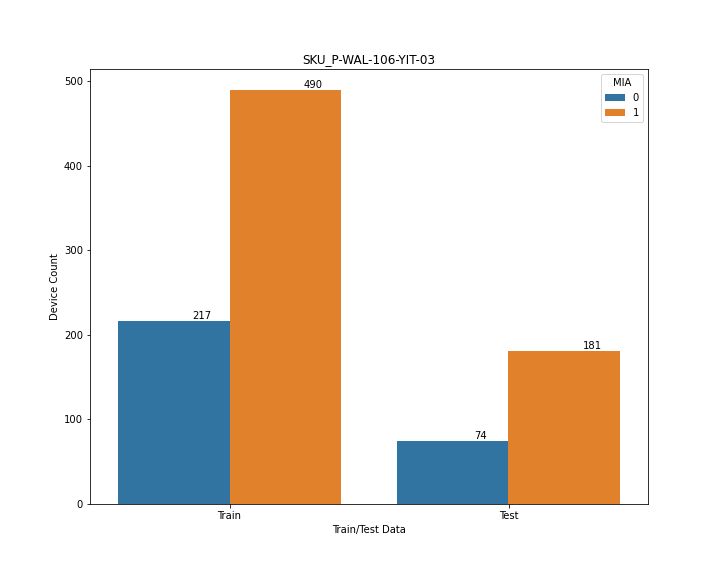 SKU_P-WAL-106-YIT-03
MIA
0
1
490
217
181
74
500
400
300
200
100
0
Device Count
Train
Test
Train/Test Data